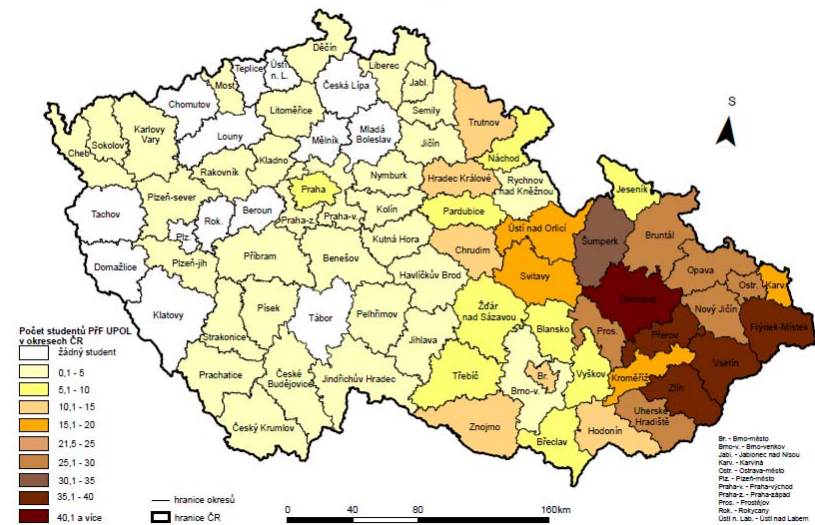 Děčín
Liberec
Teplice
Ústí
n. L.
Jabl.
Most
Česká Lípa
Chomutov
Litoměřice
Semily
Trutnov
Louny
Mělník
Mladá
Boleslav
Jičín
Náchod
Karlovy
Vary
Sokolov
Cheb
Rakovník
Kladno
Nymburk
Hradec Králové
Rychnov
nad Kněžnou
Jeseník
Praha
Plzeň-sever
Beroun
Praha-z.
Praha-v.
Kolín
Pardubice
Tachov
Rok.
Plz.
Kutná Hora
Ústí nad Orlicí
Šumperk
Bruntál
Chrudim
Opava
Domažlice
Plzeň-jih
Příbram
Benešov
Havlíčkův Brod
Svitavy
Ostr.
Karv.
Olomouc
Nový Jičín
Klatovy
Písek
Tábor
Pelhřimov
Žďár
nad Sázavou
Blansko
Pros.
Přerov
Frýdek-Místek
Strakonice
Jihlava
Vsetín
Prachatice
České
Budějovice
Jindřichův Hradec
Třebíč
Brno-v.
Br.
Vyškov
Kroměříž
Zlín
Uherské
Hradiště
Český Krumlov
Znojmo
Břeclav
Hodonín
S
Počet studentů PřF UPOL
v okresech ČR
žádný student
0,1 - 5
5,1 - 10
10,1 - 15
15,1 - 20
21,5 - 25
25,1 - 30
30,1 - 35
35,1 - 40
40,1 a více
hranice okresů
hranice ČR
0 40 80 160km
Br. - Brno-město
Brno-v. - Brno-venkov
Jabl. - Jablonec nad Nisou
Karv. - Karviná
Ostr. - Ostrava-město
Plz. - Plzeň-město
Praha-v. - Praha-východ
Praha-z. - Praha-západ
Pros. - Prostějov
Rok. - Rokycany
Ústí n. Lab. - Ústí nad Labem